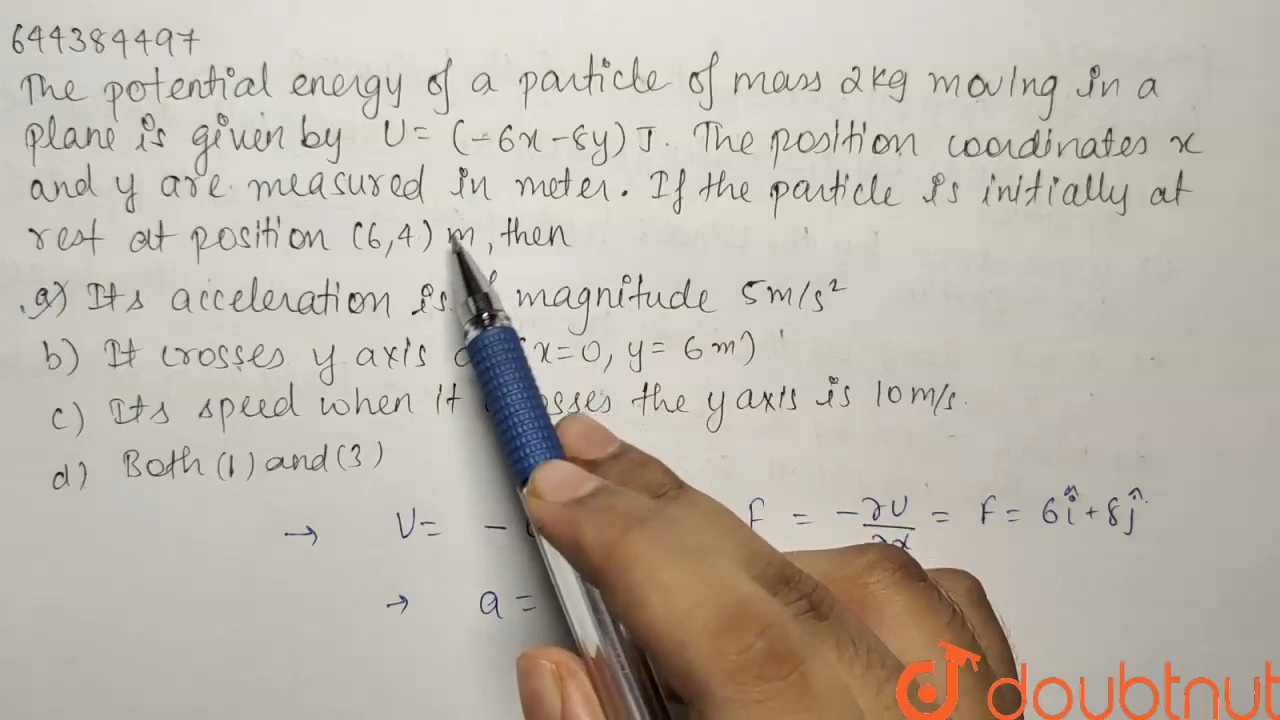 644384497
The potential energy of a particle of mass 2kg moving in a
plane is given by U = (-6x-8y)J. The position coordinates x
and y are measured in meter. If the particle is initially at
rest at position (6,4)m, then
a) Its acceleration is magnitude 5m/s²
b) It crosses y axis x=0, y= 6m)
c) Its speed when it the y axis is 10m/s.
d) Both (1) and (3)
→ U= - F = -∂U/∂x = F = 6î+8ĵ
→ a =
doubtnut